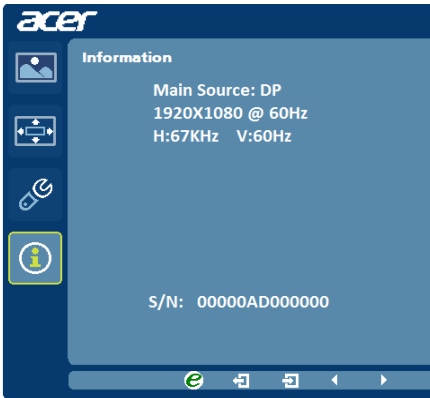 acer
Information
Main Source: DP
1920X1080 @ 60Hz
H:67KHz V:60Hz
S/N: 00000AD000000